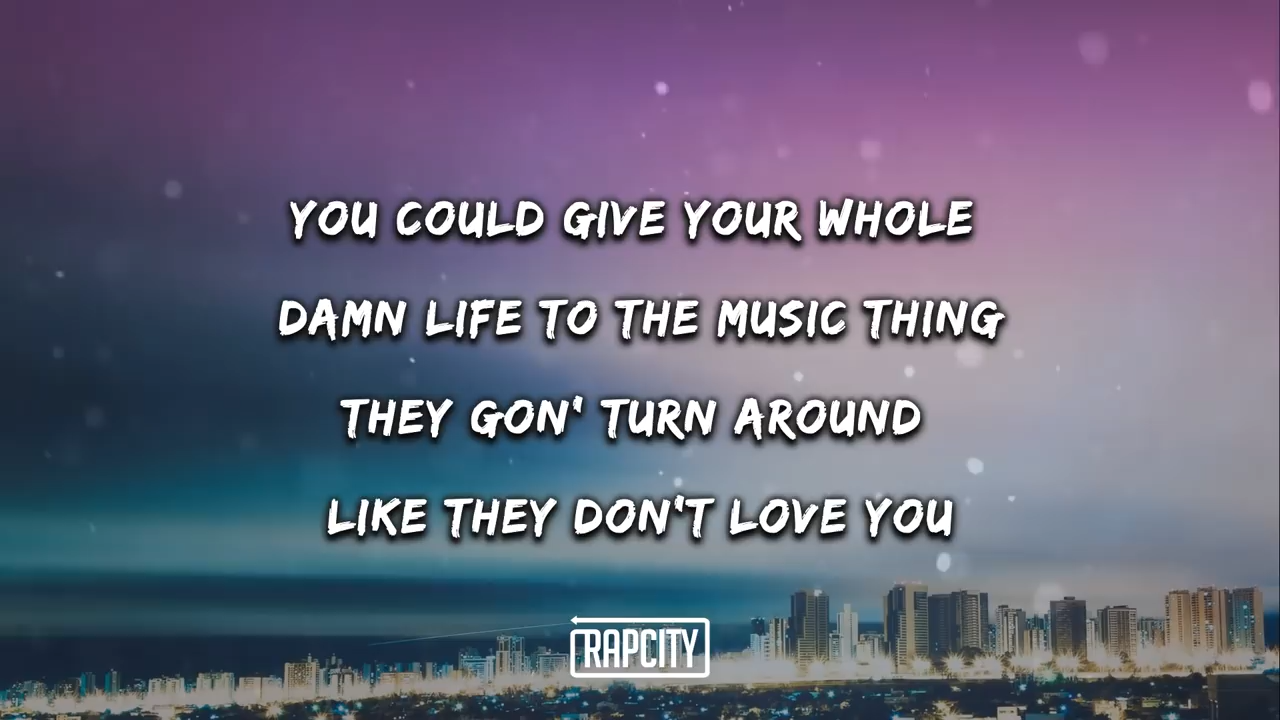 YOU COULD GIVE YOUR WHOLE
DAMN LIFE TO THE MUSIC THING
THEY GON' TURN AROUND
LIKE THEY DON'T LOVE YOU
RAPCITY